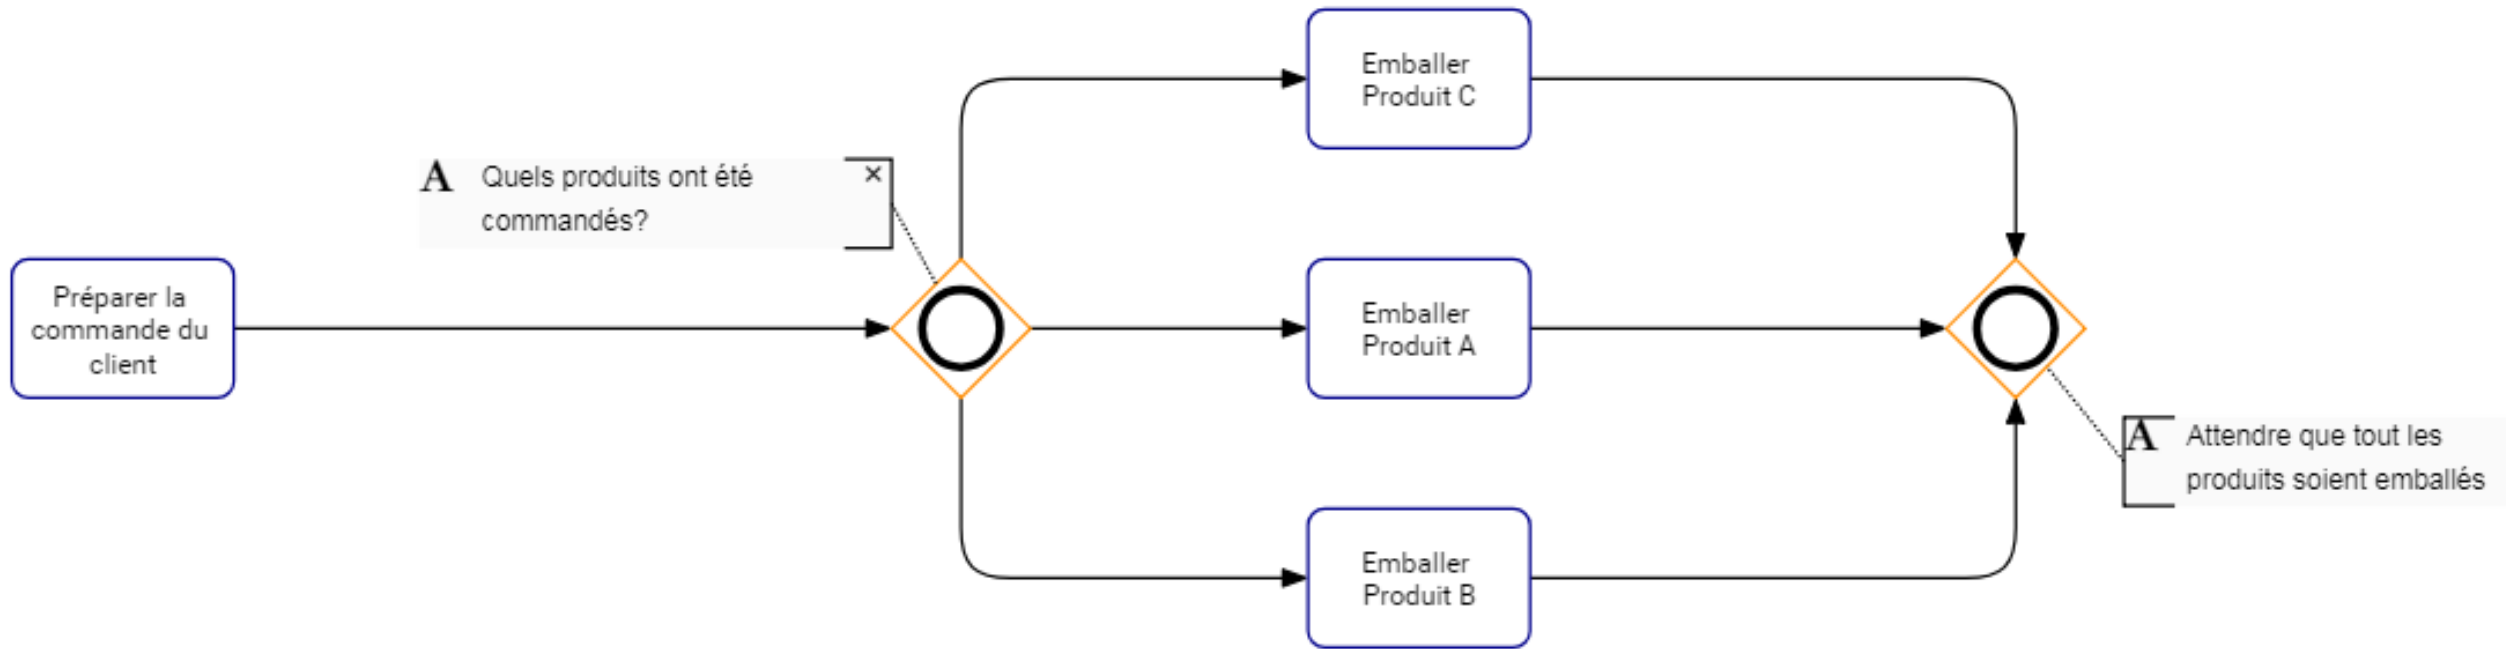 Emballer
Produit C
A Quels produits ont été
commandés?
Préparer la
commande du
client
Emballer
Produit A
A Attendre que tout les
produits soient emballés
Emballer
Produit B